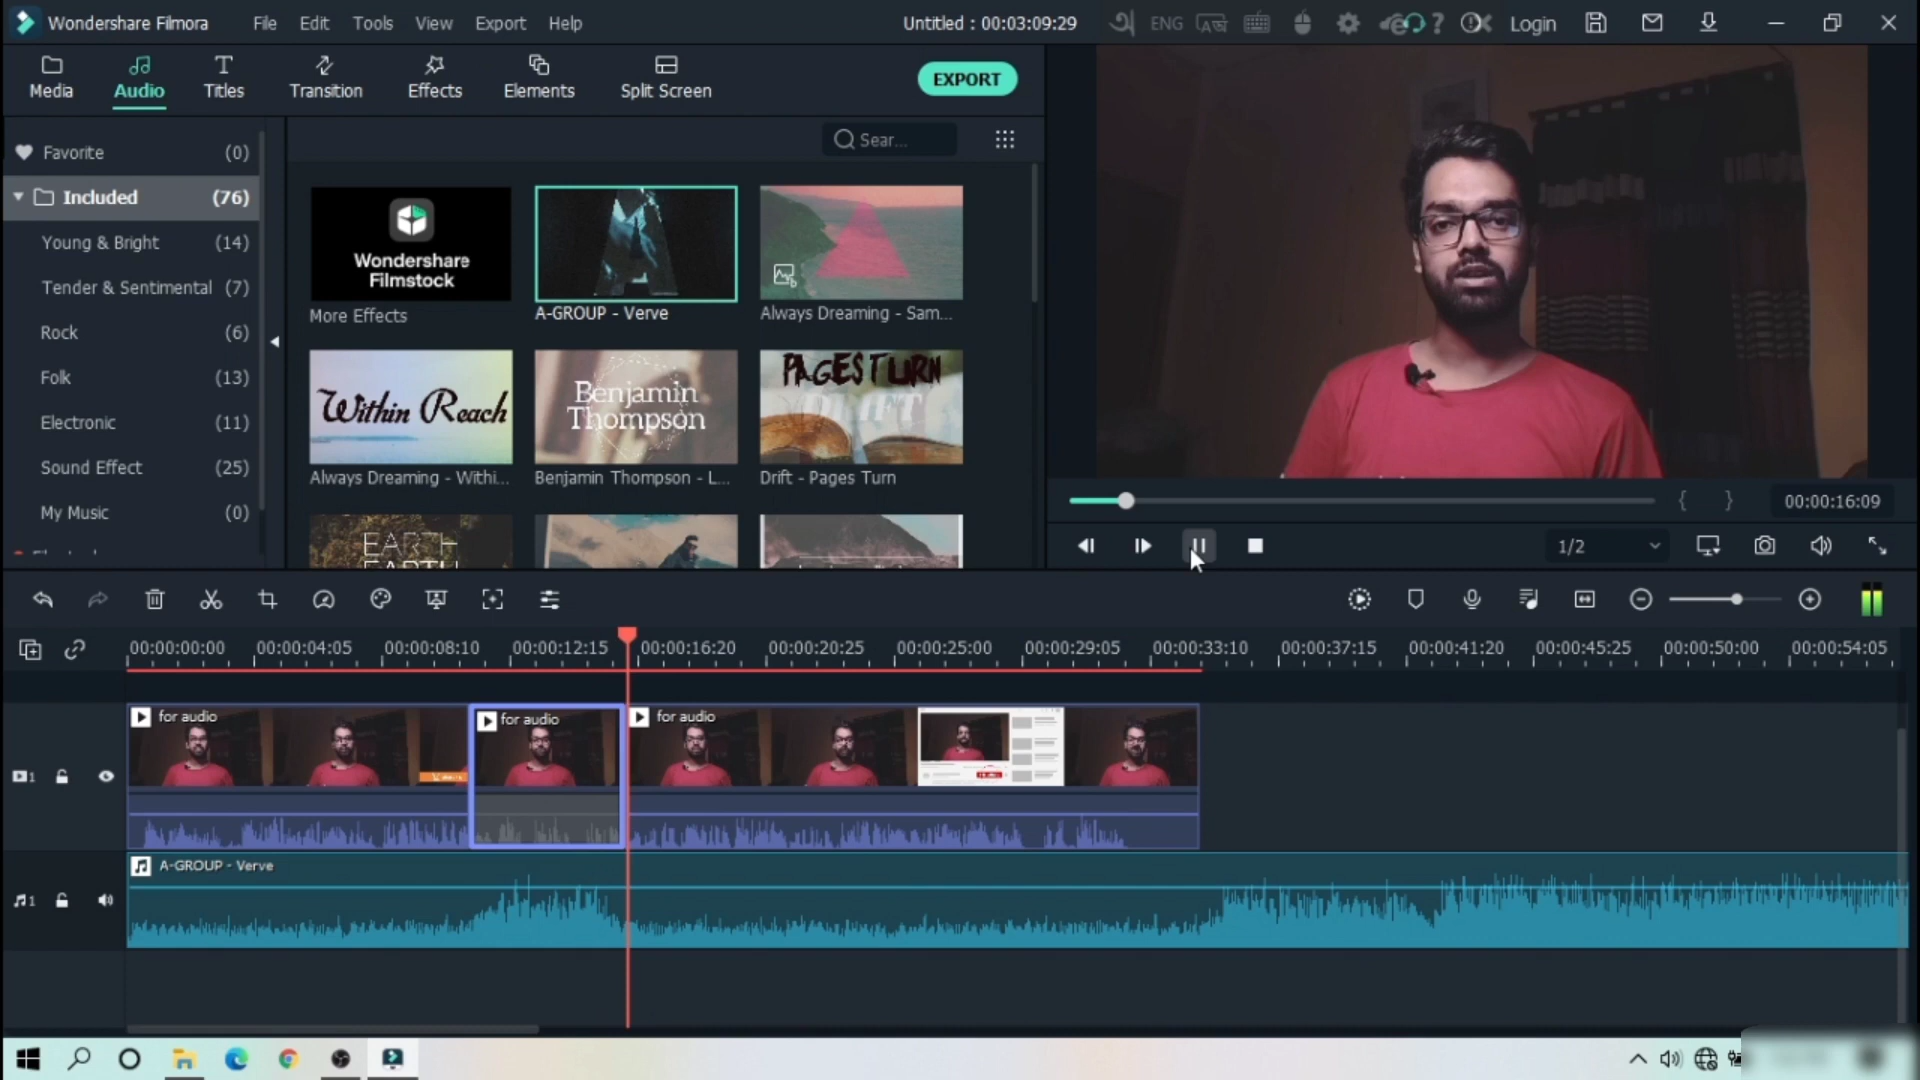 Wondershare Filmora File Edit Tools View Export Help Untitled : 00:03:09:29 ENG Login
Media Audio Titles Transition Effects Elements Split Screen EXPORT
Sear...
Favorite (0)
Included (76)
Young & Bright (14)
Tender & Sentimental (7)
Rock (6)
Folk (13)
Electronic (11)
Sound Effect (25)
My Music (0)
Wondershare
Filmstock
More Effects
A-GROUP - Verve
Always Dreaming - Sam...
Within Reach
Always Dreaming - Withi...
Benjamin
Thompson
Benjamin Thompson - L...
PAGES TURN
DRIFT
Drift - Pages Turn
EARTH
EARTH
00:00:16:09
1/2
00:00:00:00 00:00:04:05 00:00:08:10 00:00:12:15 00:00:16:20 00:00:20:25 00:00:25:00 00:00:29:05 00:00:33:10 00:00:37:15 00:00:41:20 00:00:45:25 00:00:50:00 00:00:54:05
for audio for audio for audio
1
A-GROUP - Verve
1